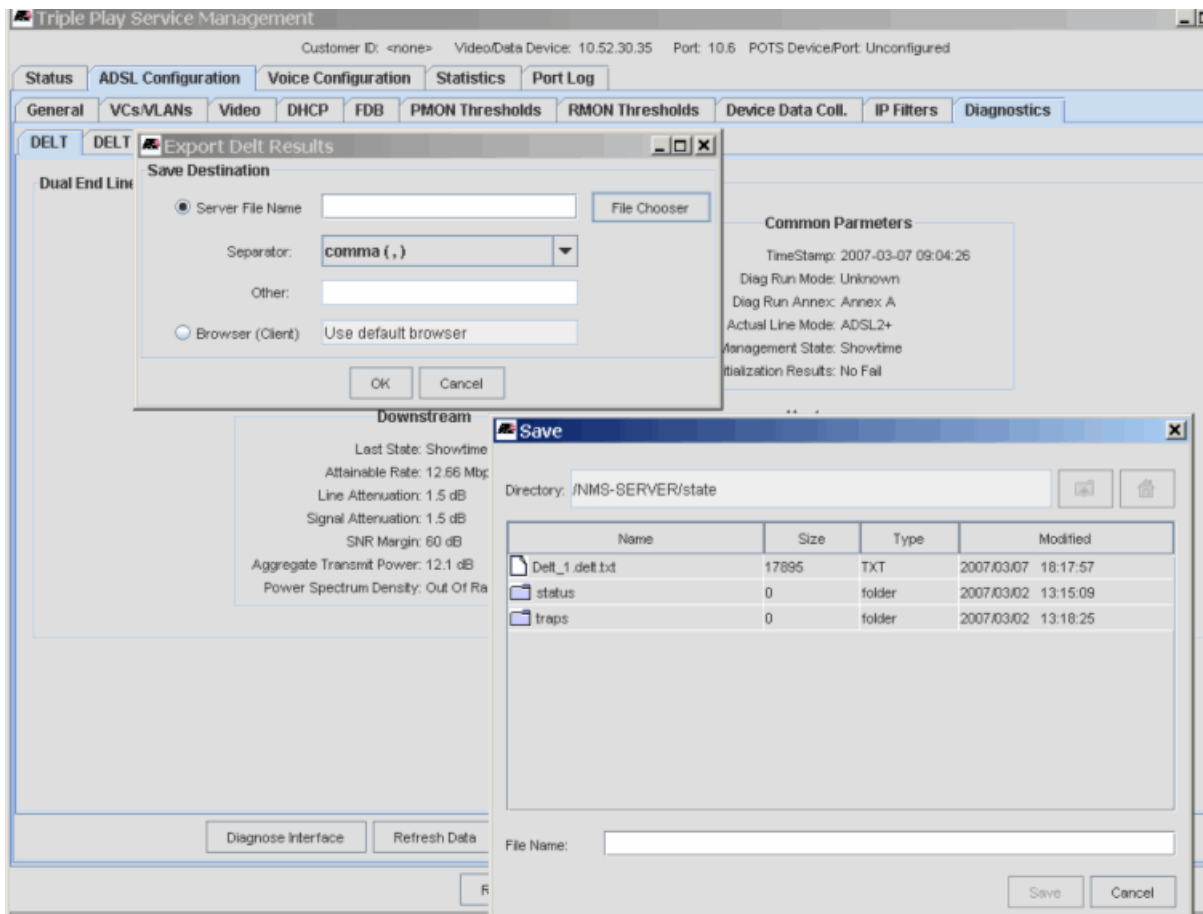 Triple Play Service Management
Customer ID: <none> Video/Data Device: 10.52.30.35 Port: 10.6 POTS Device/Port: Unconfigured
Status ADSL Configuration Voice Configuration Statistics Port Log
General VCs/VLANs Video DHCP FDB PMON Thresholds RMON Thresholds Device Data Coll. IP Filters Diagnostics
DELT DELT
Dual End Line
Export Delt Results
Save Destination
Server File Name File Chooser
Separator: comma (,)
Other:
Browser (Client) Use default browser
OK Cancel
Common Parmeters
TimeStamp: 2007-03-07 09:04:26
Diag Run Mode: Unknown
Diag Run Annex: Annex A
Actual Line Mode: ADSL2+
Management State: Showtime
itialization Results: No Fail
Downstream
Last State: Showtime
Attainable Rate: 12.66 Mbp
Line Attenuation: 1.5 dB
Signal Attenuation: 1.5 dB
SNR Margin: 60 dB
Aggregate Transmit Power: 12.1 dB
Power Spectrum Density: Out Of Ra
Save
Directory: /NMS-SERVER/state
Name Size Type Modified
Delt_1.delt.txt 17895 TXT 2007/03/07 18:17:57
status 0 folder 2007/03/02 13:15:09
traps 0 folder 2007/03/02 13:18:25
File Name:
Save Cancel
Diagnose Interface Refresh Data